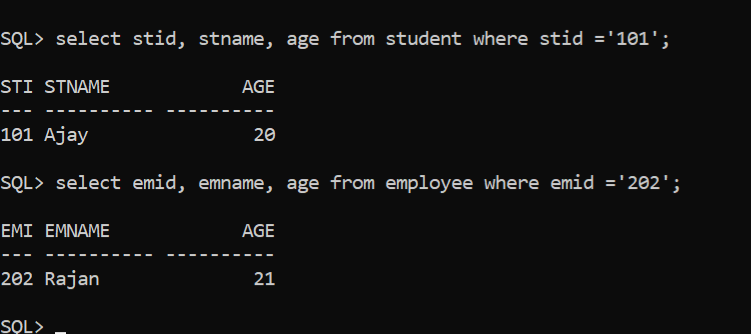 SQL> select stid, stname, age from student where stid ='101';
STI STNAME            AGE
--- ---------- ----------
101 Ajay               20
SQL> select emid, emname, age from employee where emid ='202';
EMI EMNAME            AGE
--- ---------- ----------
202 Rajan              21
SQL> _